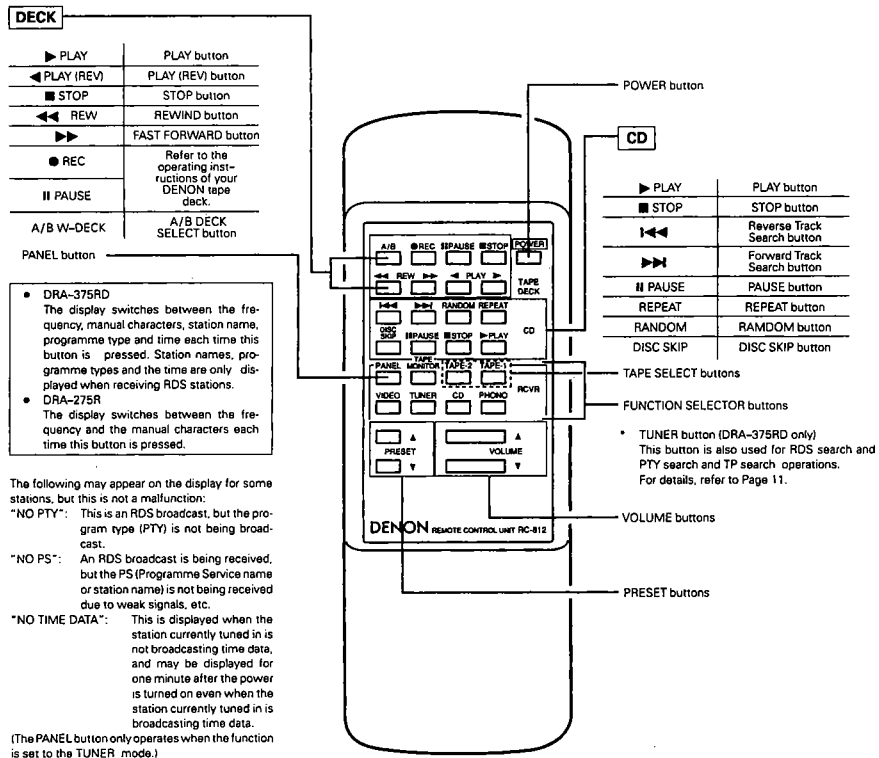 DECK
▶ PLAY PLAY button
◀ PLAY (REV) PLAY (REV) button
■ STOP STOP button
◀◀ REW REWIND button
▶▶ FAST FORWARD button
● REC Refer to the
operating inst-
ructions of your
DENON tape
deck.
II PAUSE
A/B W-DECK A/B DECK
SELECT button
PANEL button
● DRA-375RD
The display switches between the fre-
quency, manual characters, station name,
programme type and time each time this
button is pressed. Station names, pro-
gramme types and the time are only dis-
played when receiving RDS stations.
● DRA-275R
The display switches between the fre-
quency and the manual characters each
time this button is pressed.
The following may appear on the display for some
stations, but this is not a malfunction:
"NO PTY": This is an RDS broadcast, but the pro-
gram type (PTY) is not being broad-
cast.
"NO PS": An RDS broadcast is being received,
but the PS (Programme Service name
or station name) is not being received
due to weak signals, etc.
"NO TIME DATA": This is displayed when the
station currently tuned in is
not broadcasting time data,
and may be displayed for
one minute after the power
is turned on even when the
station currently tuned in is
broadcasting time data.
(The PANEL button only operates when the function
is set to the TUNER mode.)
A/B ●REC IIPAUSE ■STOP POWER
◀◀ REW ▶▶ ◀ PLAY ▶ TAPE
DECK
I◀◀ ▶▶I RANDOM REPEAT
CD
DISC
SKIP IIPAUSE ■STOP ▶PLAY
PANEL TAPE
MONITOR TAPE-2 TAPE-1
RCVR
VIDEO TUNER CD PHONO
▲ ▲
PRESET VOLUME
▼ ▼
DENON REMOTE CONTROL UNIT RC-812
POWER button
CD
▶ PLAY PLAY button
■ STOP STOP button
I◀◀ Reverse Track
Search button
▶▶I Forward Track
Search button
II PAUSE PAUSE button
REPEAT REPEAT button
RANDOM RAMDOM button
DISC SKIP DISC SKIP button
TAPE SELECT buttons
FUNCTION SELECTOR buttons
* TUNER button (DRA-375RD only)
This button is also used for RDS search and
PTY search and TP search operations.
For details, refer to Page 11.
VOLUME buttons
PRESET buttons